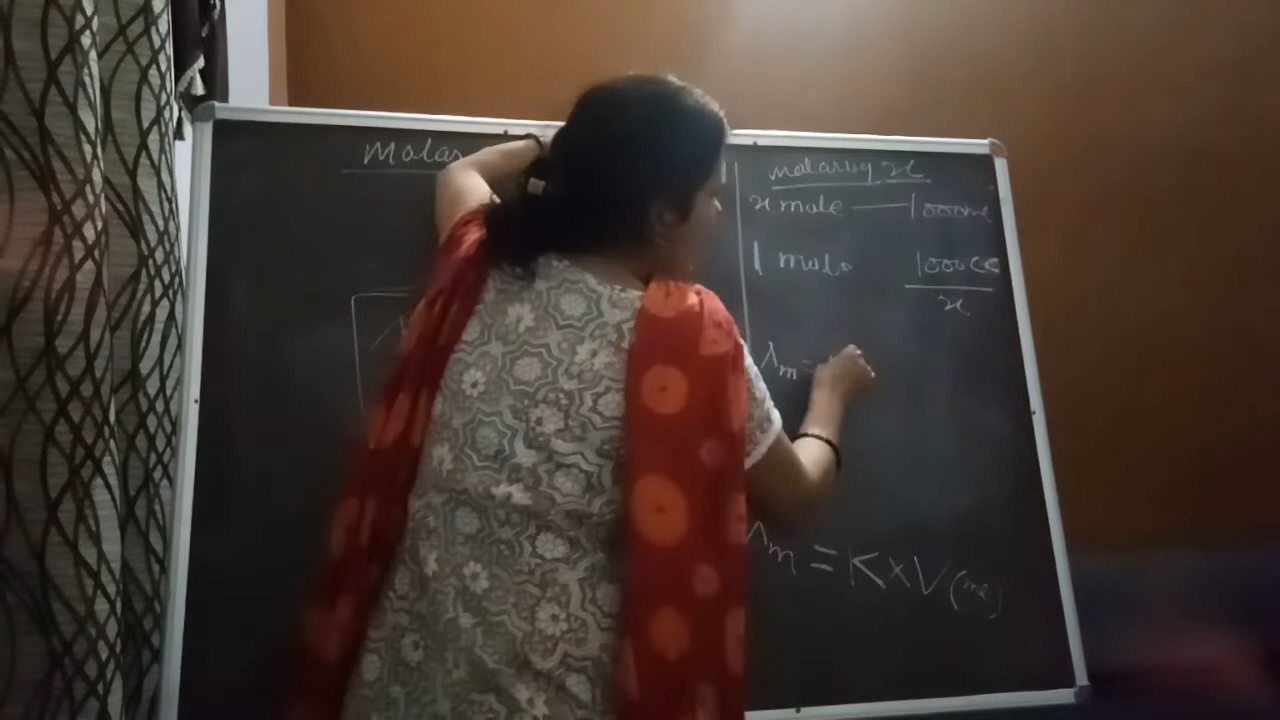 Molar
molarity x
x mole — 1000ml
1 mole 1000cc
x
λm =
λm = K×V(ml)